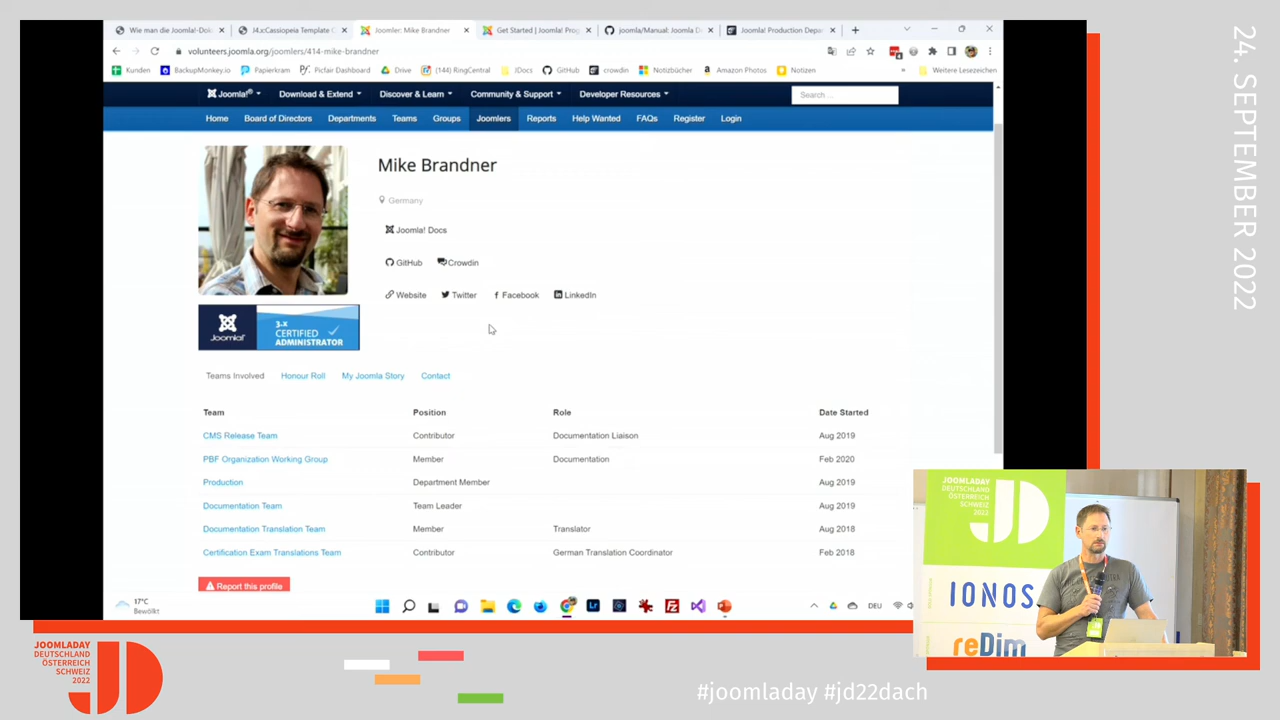 Wie man die Joomla!-Dok
J4.x:Cassiopeia Template C
Joomler: Mike Brandner
Get Started | Joomla! Prog
joomla/Manual: Joomla D
Joomla! Production Depa
volunteers.joomla.org/joomlers/414-mike-brandner
Kunden
BackupMonkey.io
Papierkram
Picfair Dashboard
Drive
(144) RingCentral
JDocs
GitHub
crowdin
Notizbücher
Amazon Photos
Notizen
»
Weitere Lesezeichen
Joomla!®
Download & Extend
Discover & Learn
Community & Support
Developer Resources
Search ...
Home
Board of Directors
Departments
Teams
Groups
Joomlers
Reports
Help Wanted
FAQs
Register
Login
Mike Brandner
Germany
Joomla! Docs
GitHub
Crowdin
Website
Twitter
Facebook
LinkedIn
Joomla!
3.x
CERTIFIED
ADMINISTRATOR
Teams Involved
Honour Roll
My Joomla Story
Contact
Team Position Role Date Started
CMS Release Team Contributor Documentation Liaison Aug 2019
PBF Organization Working Group Member Documentation Feb 2020
Production Department Member Aug 2019
Documentation Team Team Leader Aug 2019
Documentation Translation Team Member Translator Aug 2018
Certification Exam Translations Team Contributor German Translation Coordinator Feb 2018
Report this profile
17°C
Bewölkt
DEU
24. SEPTEMBER 2022
JOOMLADAY
DEUTSCHLAND
ÖSTERREICH
SCHWEIZ
2022
IONOS
reDim
JOOMLADAY
DEUTSCHLAND
ÖSTERREICH
SCHWEIZ
2022
#joomladay #jd22dach